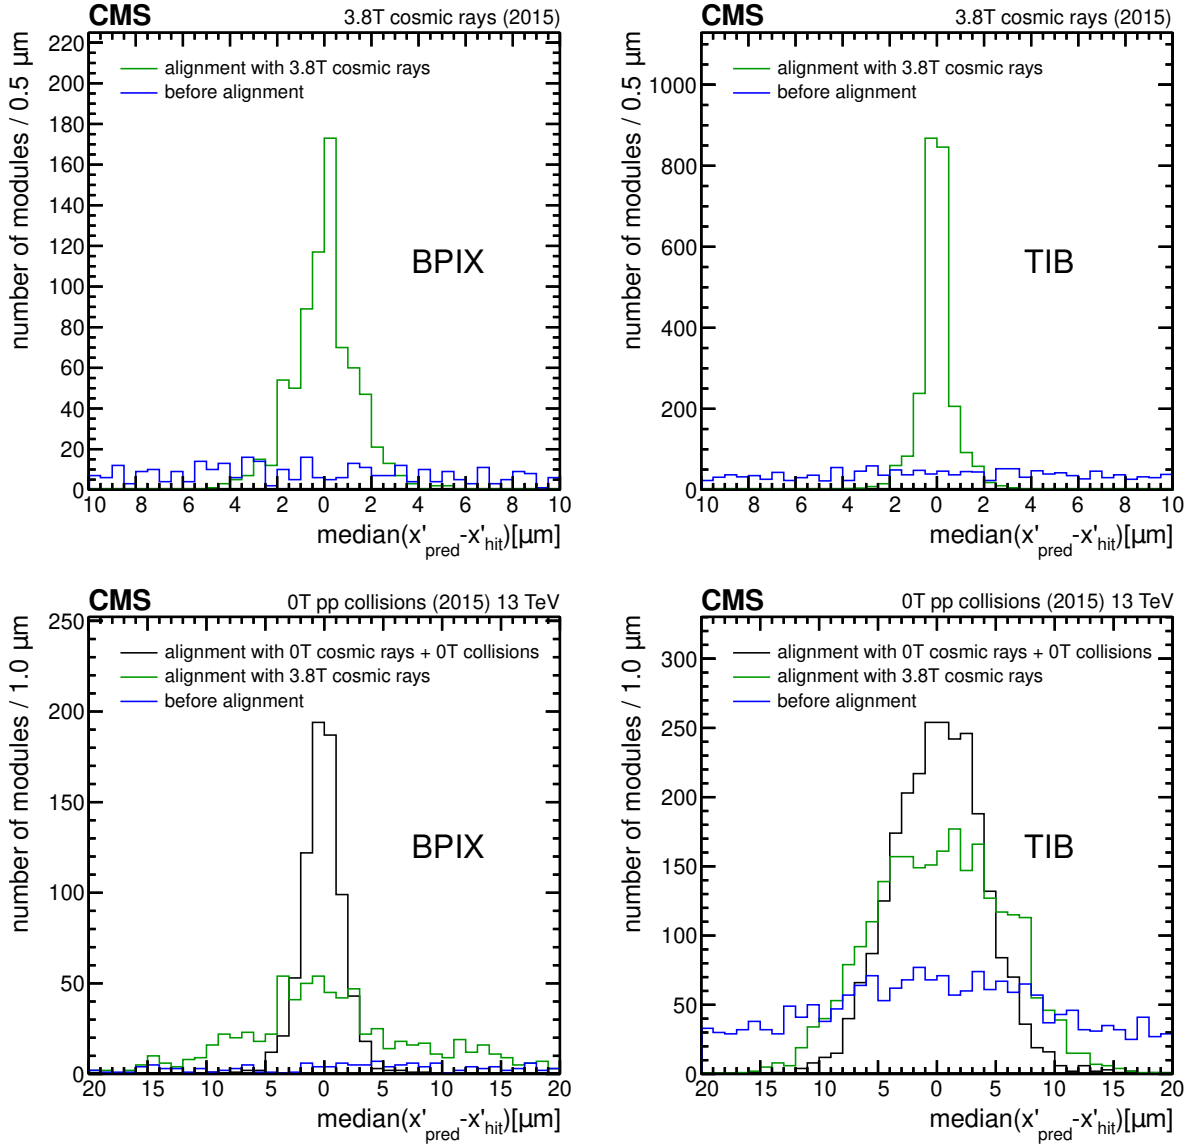 CMS 3.8T cosmic rays (2015)
number of modules / 0.5 µm
220
200
180
160
140
120
100
80
60
40
20
0
alignment with 3.8T cosmic rays
before alignment
BPIX
10 8 6 4 2 0 2 4 6 8 10
median(x'pred-x'hit)[µm]
CMS 3.8T cosmic rays (2015)
number of modules / 0.5 µm
1000
800
600
400
200
0
alignment with 3.8T cosmic rays
before alignment
TIB
10 8 6 4 2 0 2 4 6 8 10
median(x'pred-x'hit)[µm]
CMS 0T pp collisions (2015) 13 TeV
number of modules / 1.0 µm
250
200
150
100
50
0
alignment with 0T cosmic rays + 0T collisions
alignment with 3.8T cosmic rays
before alignment
BPIX
20 15 10 5 0 5 10 15 20
median(x'pred-x'hit)[µm]
CMS 0T pp collisions (2015) 13 TeV
number of modules / 1.0 µm
300
250
200
150
100
50
0
alignment with 0T cosmic rays + 0T collisions
alignment with 3.8T cosmic rays
before alignment
TIB
20 15 10 5 0 5 10 15 20
median(x'pred-x'hit)[µm]